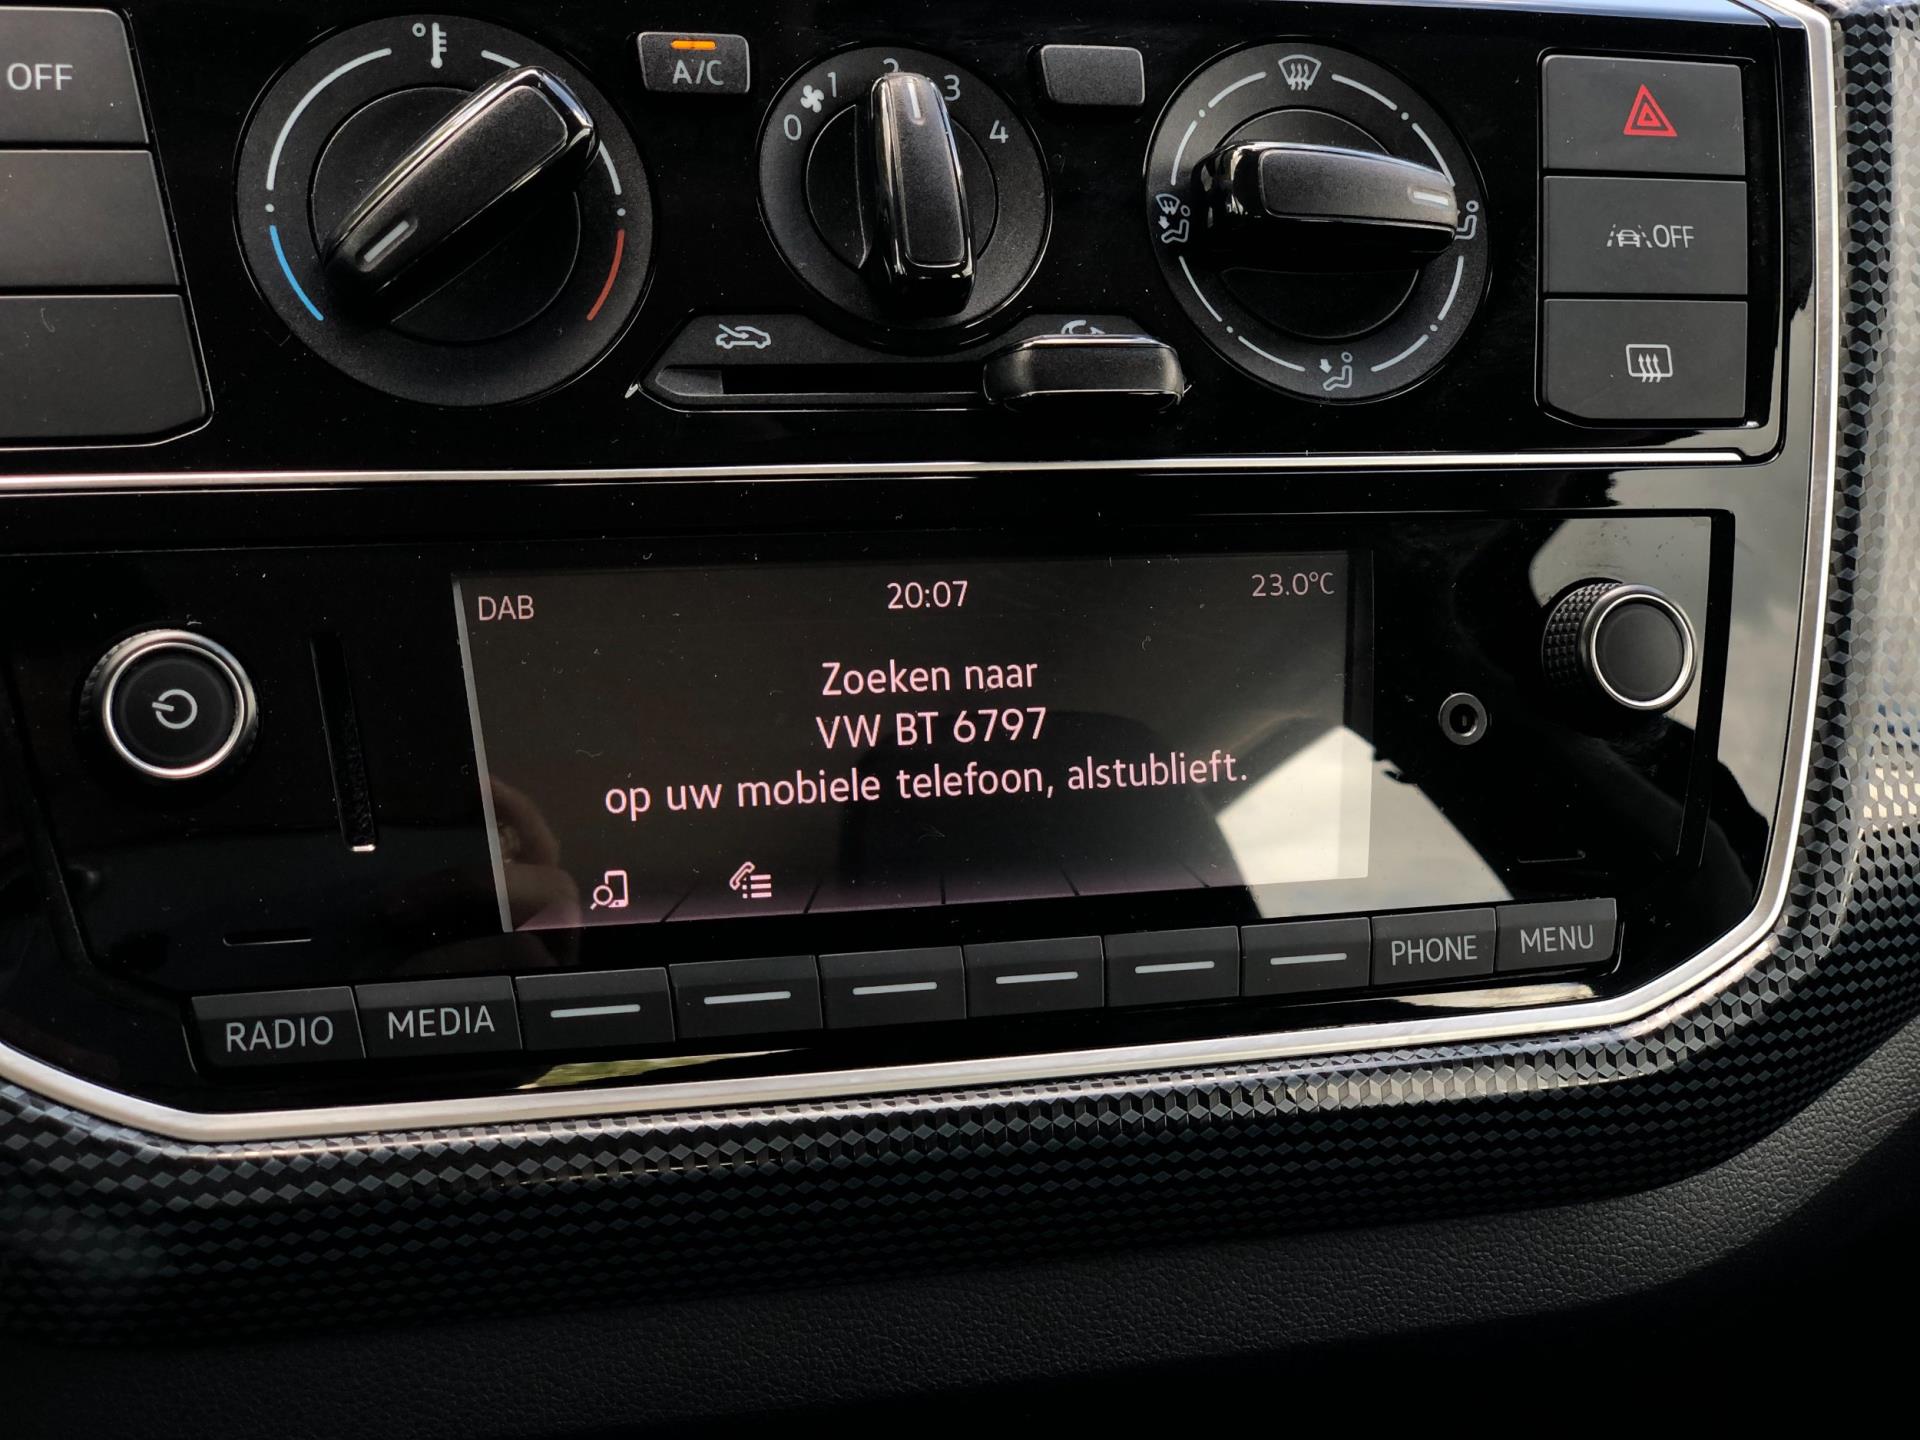 OFF
A/C
0 1 2 3 4
OFF
DAB 20:07 23.0°C
Zoeken naar
VW BT 6797
op uw mobiele telefoon, alstublieft.
RADIO MEDIA PHONE MENU